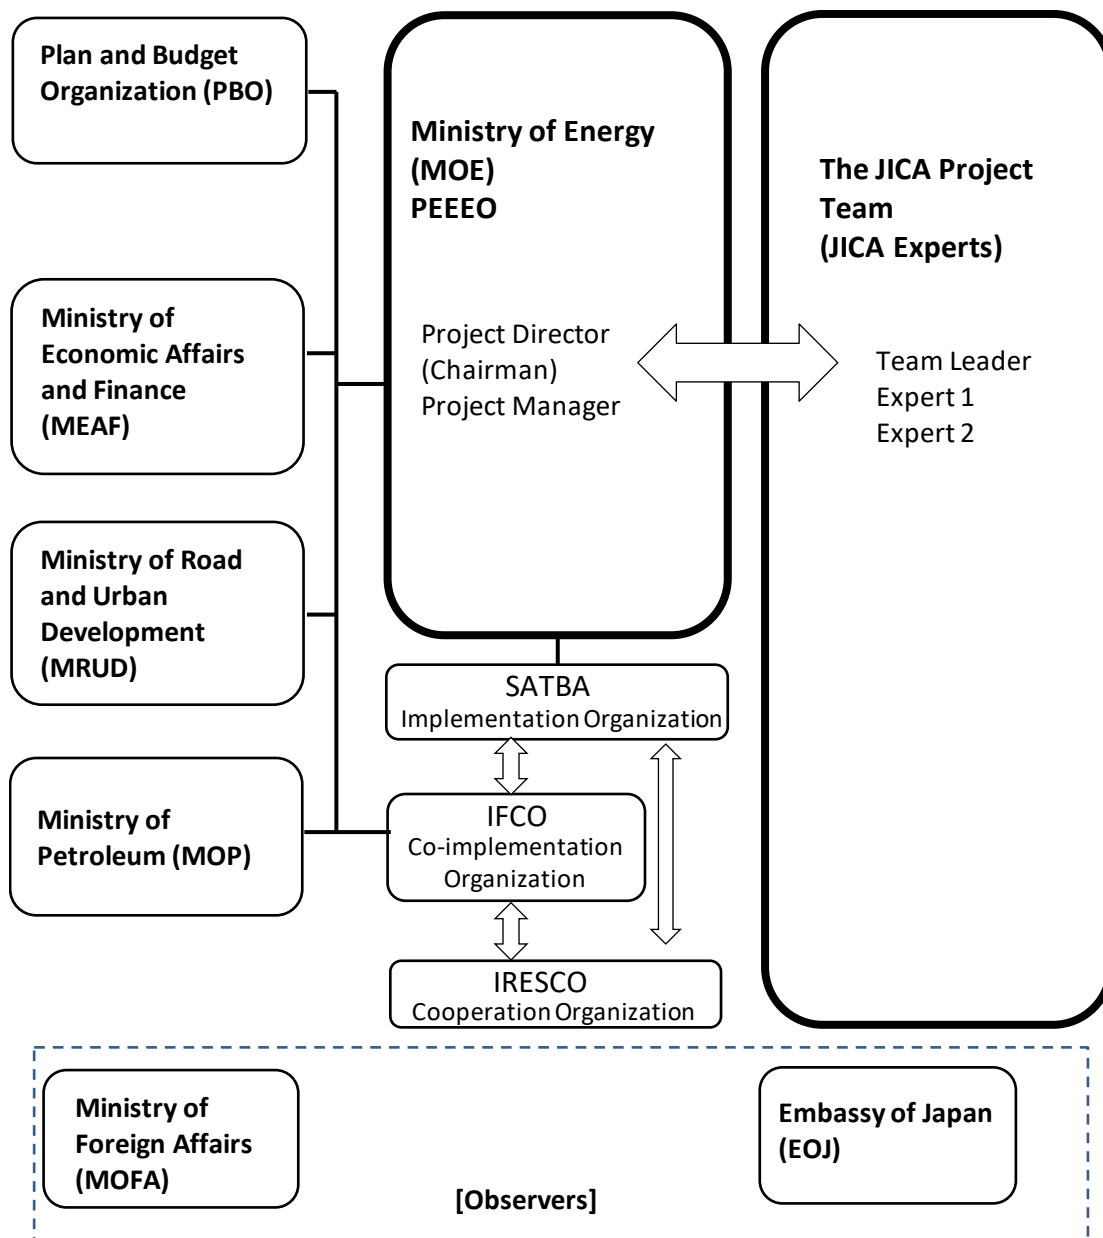 Plan and Budget
Organization (PBO)
Ministry of
Economic Affairs
and Finance
(MEAF)
Ministry of Road
and Urban
Development
(MRUD)
Ministry of
Petroleum (MOP)
Ministry of Energy
(MOE)
PEEEO
Project Director
(Chairman)
Project Manager
The JICA Project
Team
(JICA Experts)
Team Leader
Expert 1
Expert 2
SATBA
Implementation Organization
IFCO
Co-implementation
Organization
IRESCO
Cooperation Organization
Ministry of
Foreign Affairs
(MOFA)
[Observers]
Embassy of Japan
(EOJ)